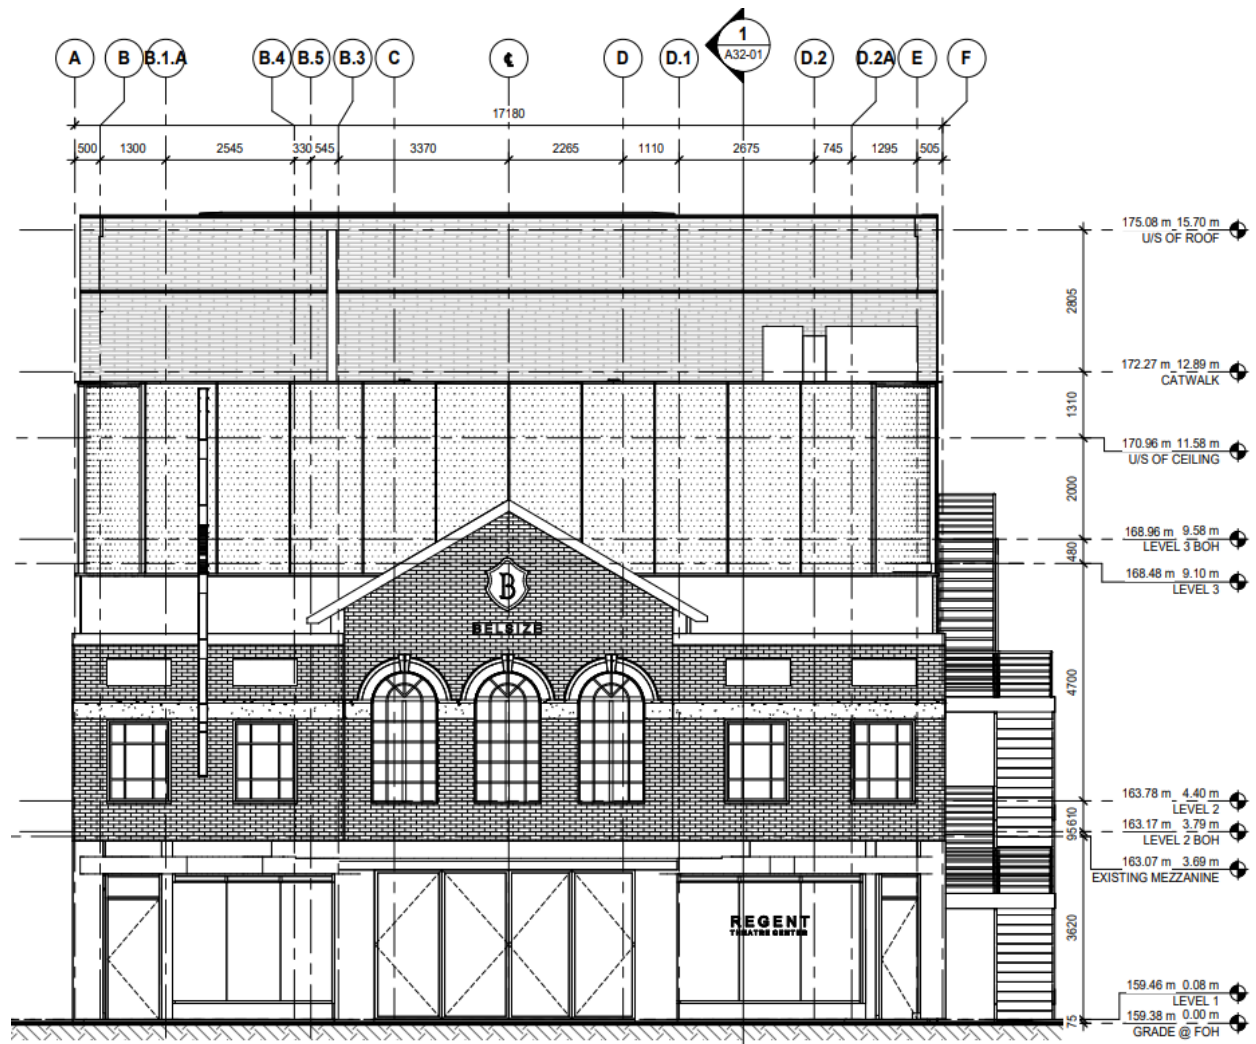 A B B.1.A B.4 B.5 B.3 C ℄ D D.1 1 D.2 D.2A E F
A32-01
17180
500 1300 2545 330 545 3370 2265 1110 2675 745 1295 505
175.08 m 15.70 m
U/S OF ROOF
2805
172.27 m 12.89 m
CATWALK
1310
170.96 m 11.58 m
U/S OF CEILING
2000
168.96 m 9.58 m
LEVEL 3 BOH
480
168.48 m 9.10 m
LEVEL 3
B
BELSIZE
4700
163.78 m 4.40 m
LEVEL 2
610
163.17 m 3.79 m
LEVEL 2 BOH
95
163.07 m 3.69 m
EXISTING MEZZANINE
REGENT
THEATRE CENTER
3620
159.46 m 0.08 m
LEVEL 1
75
159.38 m 0.00 m
GRADE @ FOH